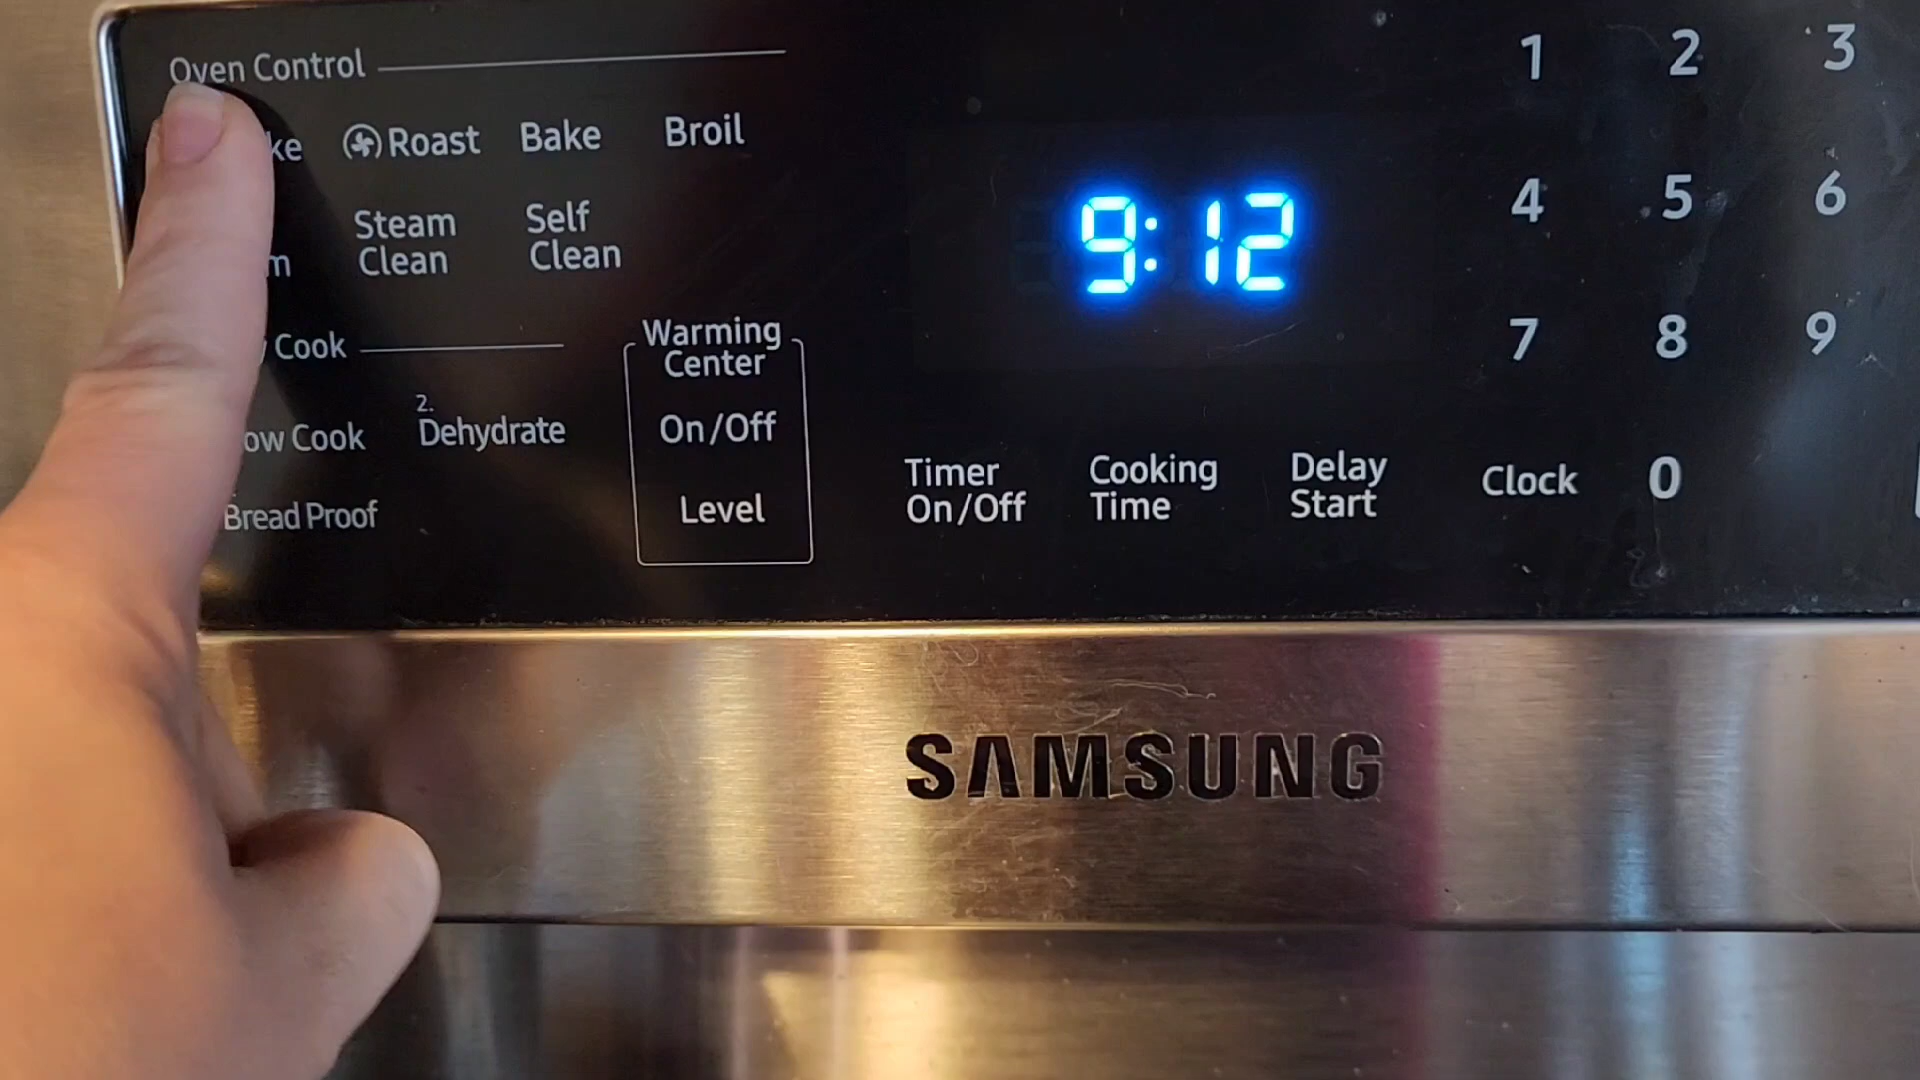 Oven Control
Roast Bake Broil
Steam
Clean
Self
Clean
Cook
Warming
Center
Cook
2.
Dehydrate
On/Off
Bread Proof
Level
9:12
Timer
On/Off
Cooking
Time
Delay
Start
1 2 3
4 5 6
7 8 9
Clock 0
SAMSUNG